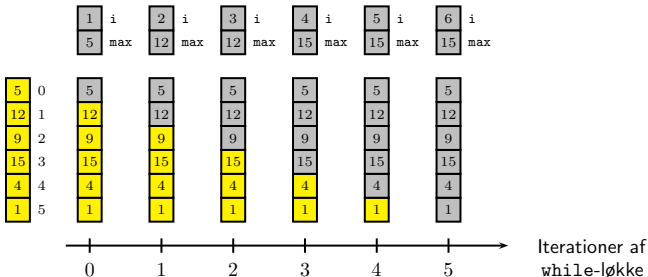 1 i 2 i 3 i 4 i 5 i 6 i
5 max 12 max 12 max 15 max 15 max 15 max
5 0 5 5 5 5 5 5
12 1 12 12 12 12 12 12
9 2 9 9 9 9 9 9
15 3 15 15 15 15 15 15
4 4 4 4 4 4 4 4
1 5 1 1 1 1 1 1
0 1 2 3 4 5
Iterationer af
while-løkke